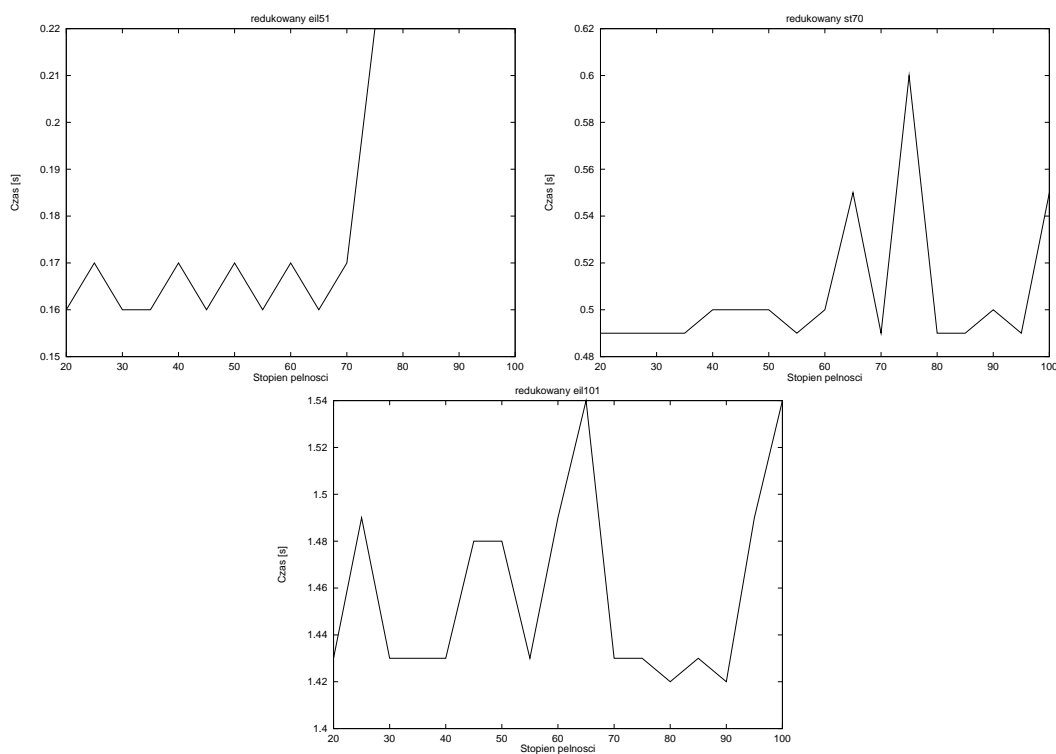 redukowany eil51
0.22
0.21
0.2
0.19
0.18
0.17
0.16
0.15
Czas [s]
20 30 40 50 60 70 80 90 100
Stopien pelnosci
redukowany st70
0.62
0.6
0.58
0.56
0.54
0.52
0.5
0.48
Czas [s]
20 30 40 50 60 70 80 90 100
Stopien pelnosci
redukowany eil101
1.54
1.52
1.5
1.48
1.46
1.44
1.42
1.4
Czas [s]
20 30 40 50 60 70 80 90 100
Stopien pelnosci